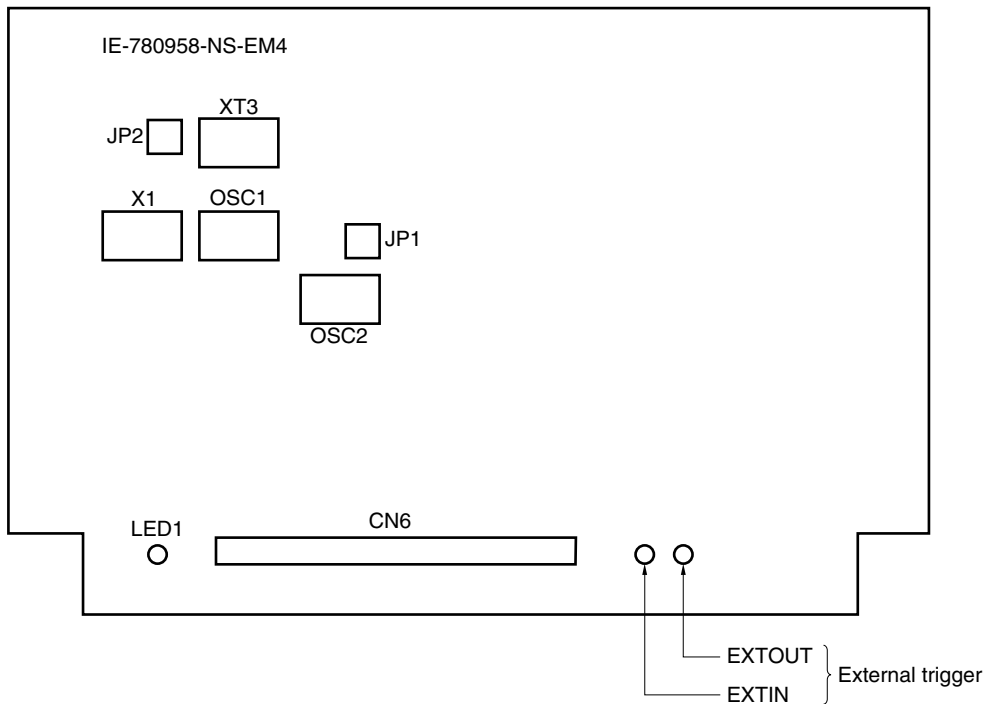 IE-780958-NS-EM4
XT3
JP2
X1
OSC1
JP1
OSC2
LED1
CN6
EXTOUT
EXTIN
External trigger